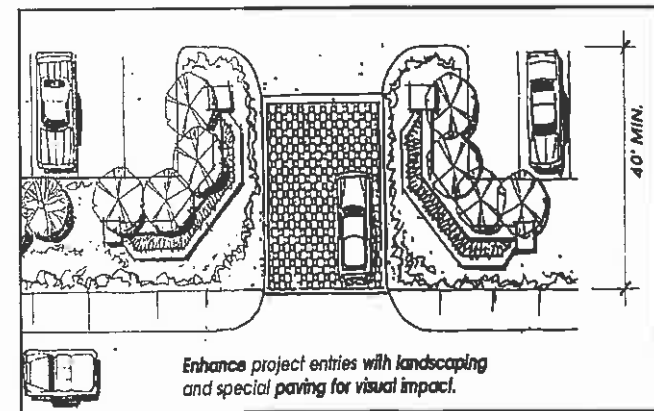 40' MIN.
Enhance project entries with landscaping
and special paving for visual impact.